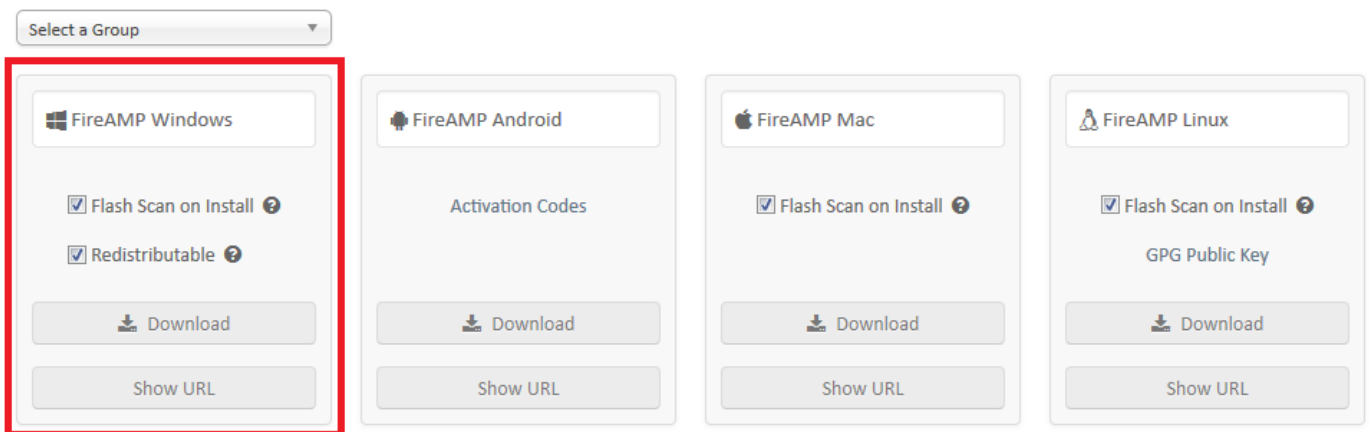 Select a Group
FireAMP Windows
Flash Scan on Install
Redistributable
Download
Show URL
FireAMP Android
Activation Codes
Download
Show URL
FireAMP Mac
Flash Scan on Install
Download
Show URL
FireAMP Linux
Flash Scan on Install
GPG Public Key
Download
Show URL